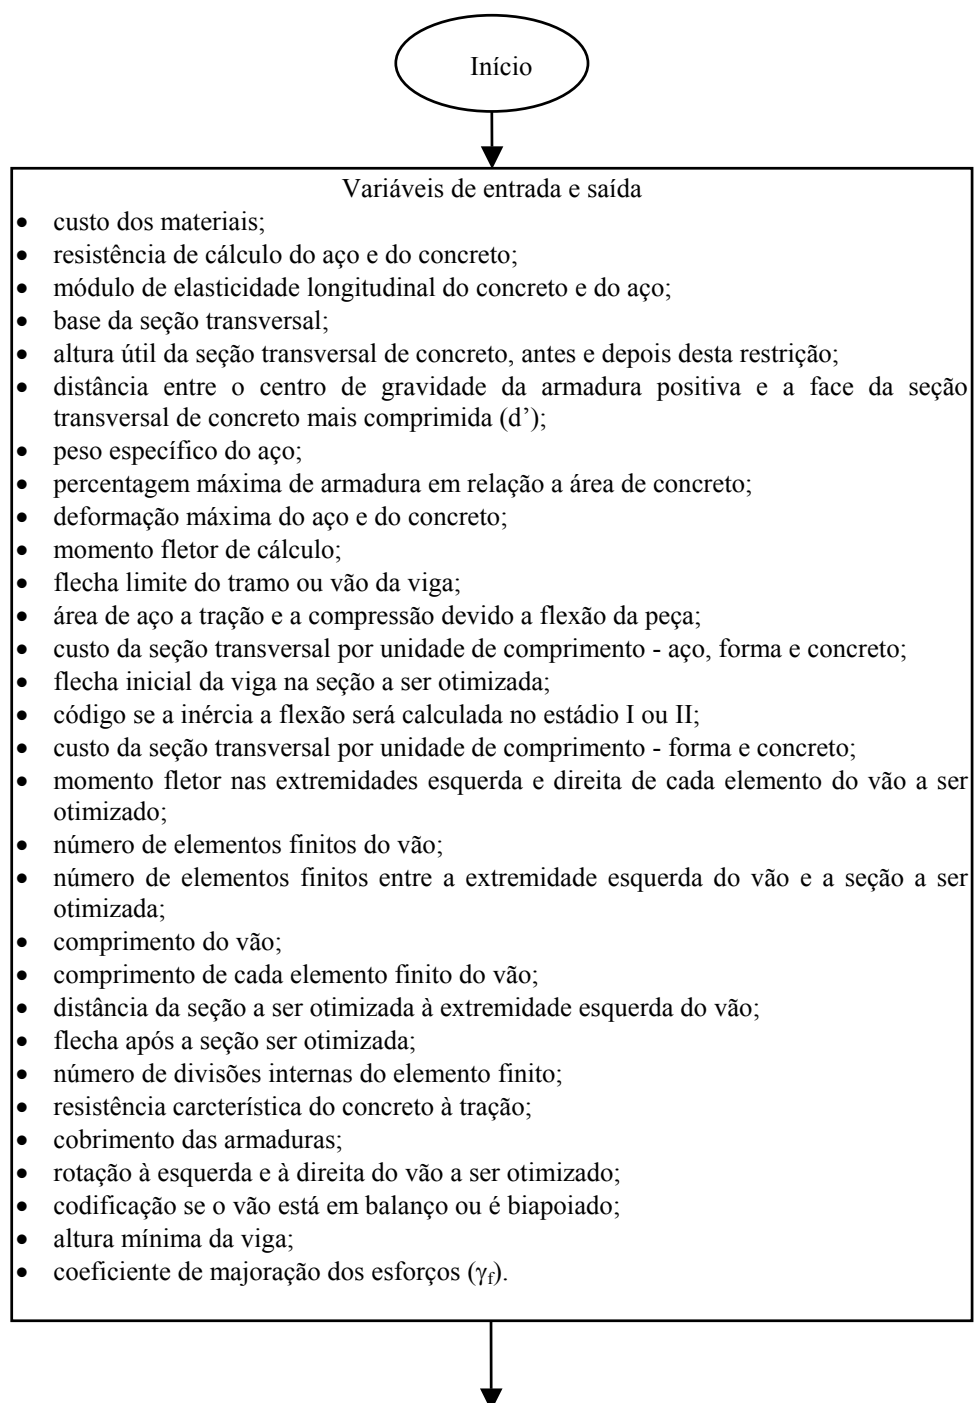 Início
Variáveis de entrada e saída
• custo dos materiais;
• resistência de cálculo do aço e do concreto;
• módulo de elasticidade longitudinal do concreto e do aço;
• base da seção transversal;
• altura útil da seção transversal de concreto, antes e depois desta restrição;
• distância entre o centro de gravidade da armadura positiva e a face da seção
transversal de concreto mais comprimida (d’);
• peso específico do aço;
• percentagem máxima de armadura em relação a área de concreto;
• deformação máxima do aço e do concreto;
• momento fletor de cálculo;
• flecha limite do tramo ou vão da viga;
• área de aço a tração e a compressão devido a flexão da peça;
• custo da seção transversal por unidade de comprimento - aço, forma e concreto;
• flecha inicial da viga na seção a ser otimizada;
• código se a inércia a flexão será calculada no estádio I ou II;
• custo da seção transversal por unidade de comprimento - forma e concreto;
• momento fletor nas extremidades esquerda e direita de cada elemento do vão a ser
otimizado;
• número de elementos finitos do vão;
• número de elementos finitos entre a extremidade esquerda do vão e a seção a ser
otimizada;
• comprimento do vão;
• comprimento de cada elemento finito do vão;
• distância da seção a ser otimizada à extremidade esquerda do vão;
• flecha após a seção ser otimizada;
• número de divisões internas do elemento finito;
• resistência carcterística do concreto à tração;
• cobrimento das armaduras;
• rotação à esquerda e à direita do vão a ser otimizado;
• codificação se o vão está em balanço ou é biapoiado;
• altura mínima da viga;
• coeficiente de majoração dos esforços (γf).